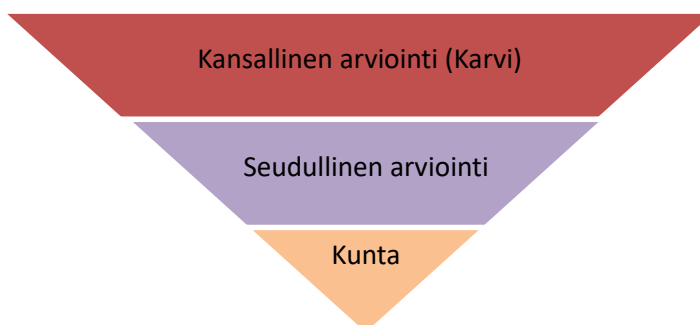 Kansallinen arviointi (Karvi)
Seudullinen arviointi
Kunta